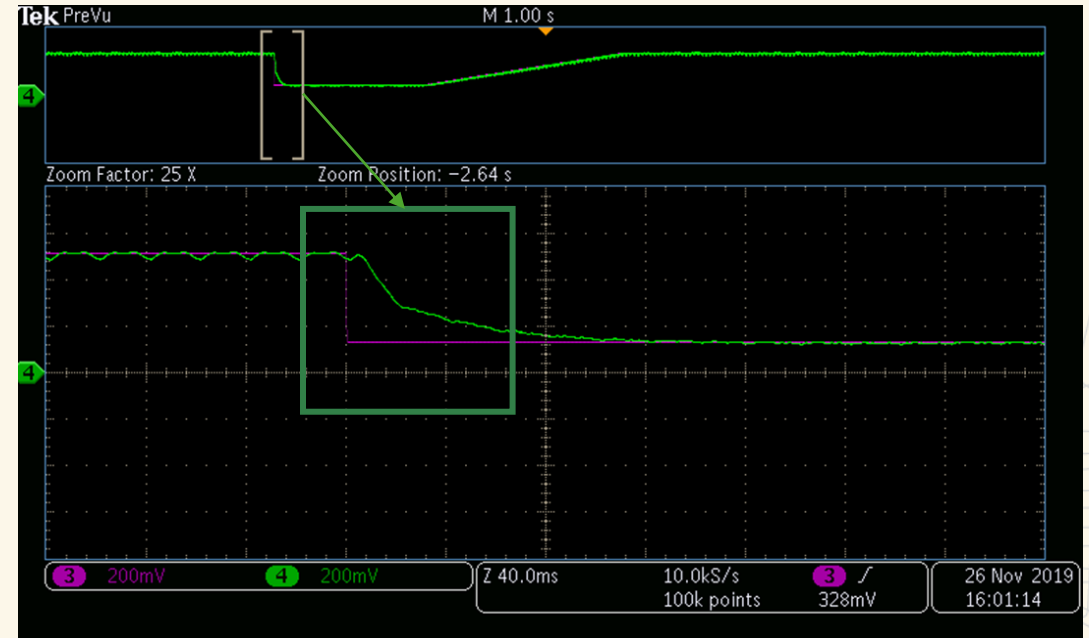 Tek PreVu M 1.00 s
4
Zoom Factor: 25 X Zoom Position: −2.64 s
4
3 200mV 4 200mV Z 40.0ms 10.0kS/s 3 26 Nov 2019
100k points 328mV 16:01:14